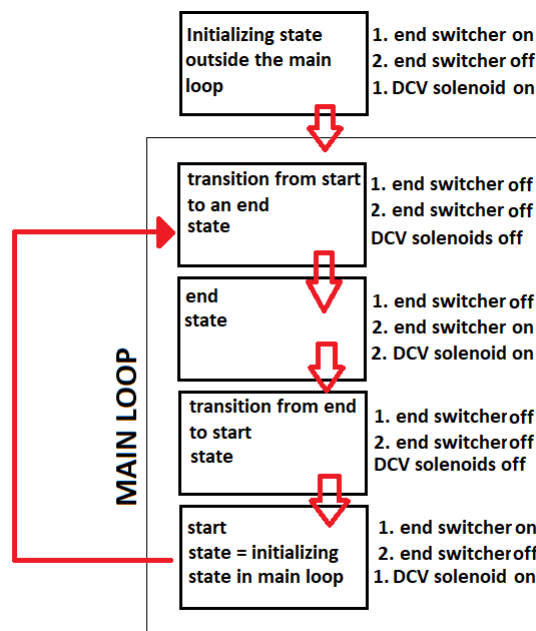 Initializing state
outside the main
loop
1. end switcher on
2. end switcher off
1. DCV solenoid on
transition from start
to an end
state
1. end switcher off
2. end switcher off
DCV solenoids off
end
state
1. end switcher off
2. end switcher on
2. DCV solenoid on
MAIN LOOP
transition from end
to start
state
1. end switcher off
2. end switcher off
DCV solenoids off
start
state = initializing
state in main loop
1. end switcher on
2. end switcher off
1. DCV solenoid on